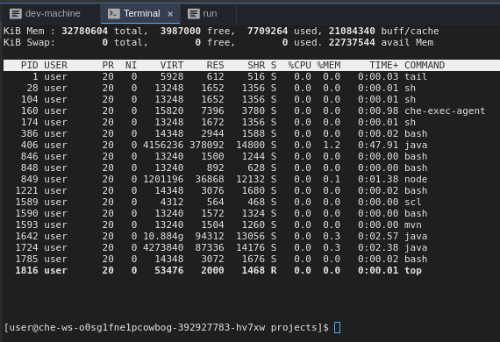 dev-machine Terminal × run
KiB Mem : 32780604 total, 3987000 free, 7709264 used, 21084340 buff/cache
KiB Swap: 0 total, 0 free, 0 used. 22737544 avail Mem
PID USER PR NI VIRT RES SHR S %CPU %MEM TIME+ COMMAND
1 user 20 0 5928 612 516 S 0.0 0.0 0:00.03 tail
28 user 20 0 13248 1652 1356 S 0.0 0.0 0:00.01 sh
104 user 20 0 13248 1652 1356 S 0.0 0.0 0:00.01 sh
160 user 20 0 15820 7396 3780 S 0.0 0.0 0:00.98 che-exec-agent
174 user 20 0 13248 1672 1356 S 0.0 0.0 0:00.01 sh
386 user 20 0 14348 2944 1588 S 0.0 0.0 0:00.02 bash
406 user 20 0 4156236 378092 14800 S 0.0 1.2 0:47.91 java
846 user 20 0 13240 1500 1244 S 0.0 0.0 0:00.00 bash
848 user 20 0 13240 892 628 S 0.0 0.0 0:00.00 bash
849 user 20 0 1201196 36868 12132 S 0.0 0.1 0:01.38 node
1221 user 20 0 14348 3076 1680 S 0.0 0.0 0:00.02 bash
1589 user 20 0 4312 564 468 S 0.0 0.0 0:00.00 scl
1590 user 20 0 13240 1572 1324 S 0.0 0.0 0:00.00 bash
1593 user 20 0 13240 1504 1260 S 0.0 0.0 0:00.00 mvn
1642 user 20 0 10.884g 94312 13056 S 0.0 0.3 0:02.57 java
1724 user 20 0 4273840 87336 14176 S 0.0 0.3 0:02.38 java
1785 user 20 0 14348 3072 1676 S 0.0 0.0 0:00.02 bash
1816 user 20 0 53476 2000 1468 R 0.0 0.0 0:00.01 top
[user@che-ws-o0sg1fne1pcowbog-392927783-hv7xw projects]$